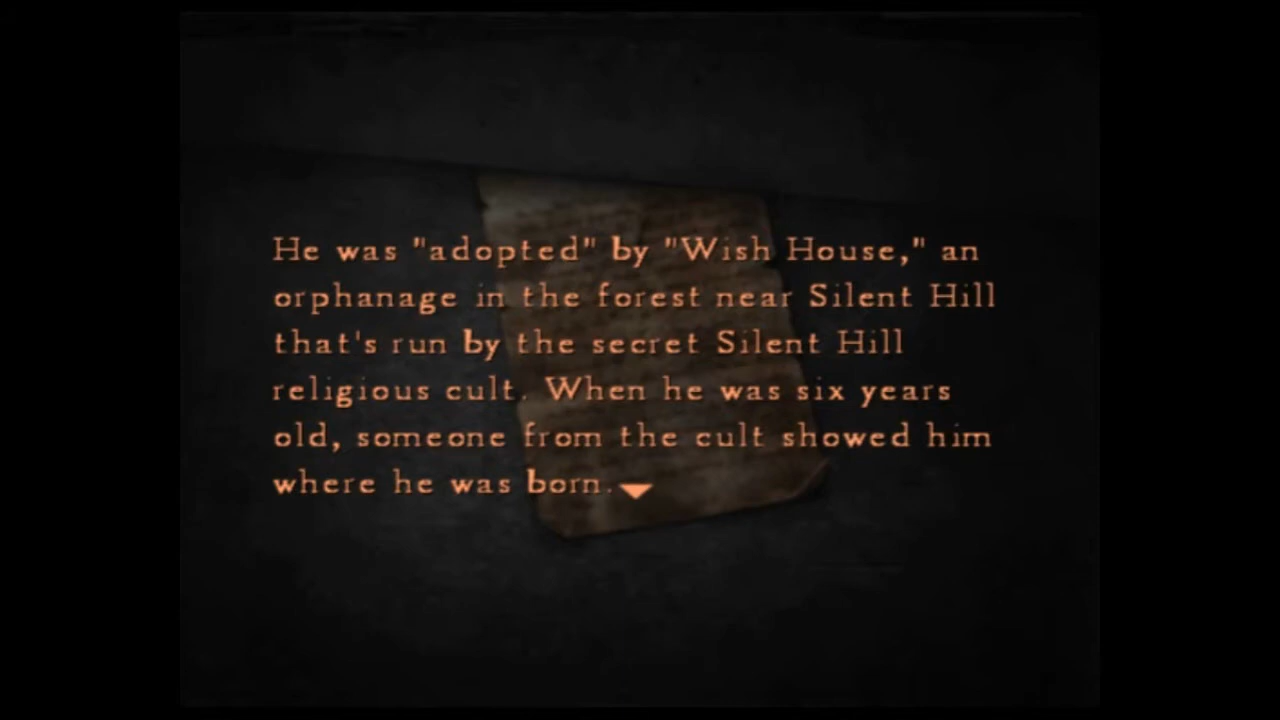 He was "adopted" by "Wish House," an
orphanage in the forest near Silent Hill
that's run by the secret Silent Hill
religious cult. When he was six years
old, someone from the cult showed him
where he was born.